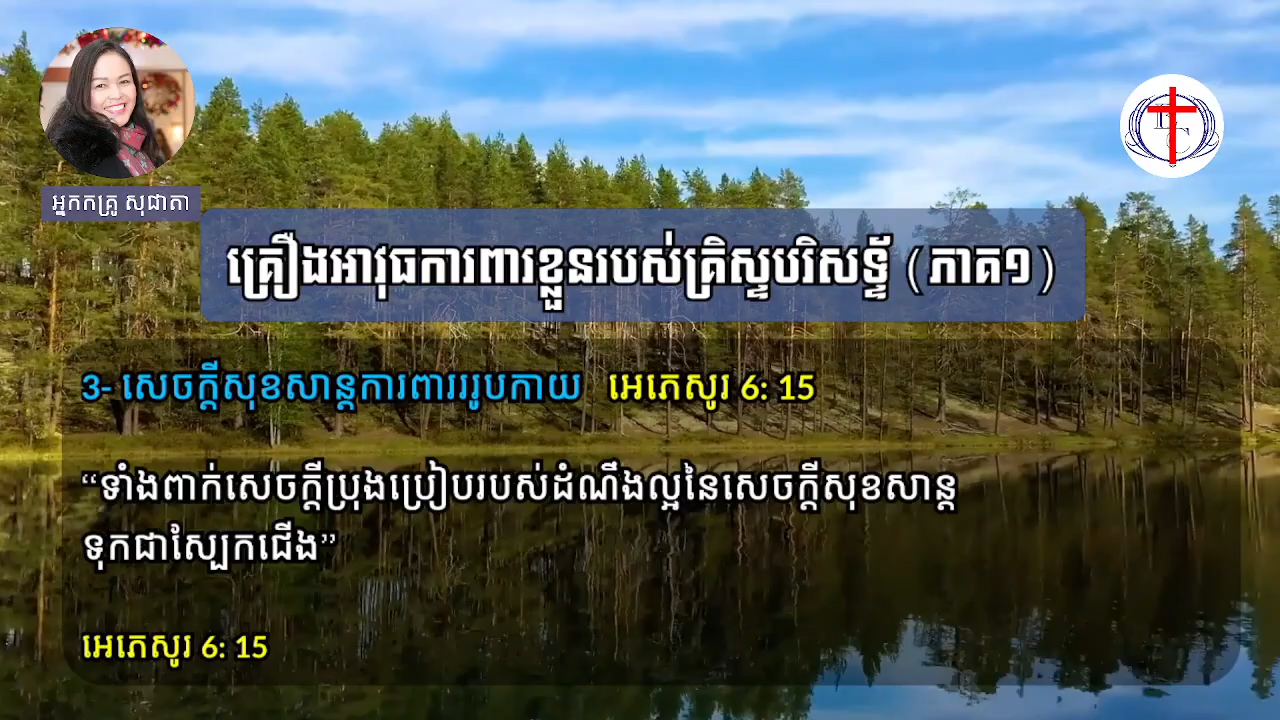 អ្នកកគ្រូ សុជាតា
គ្រឿងអាវុធការពារខ្លួនរបស់គ្រិស្ទបរិសទ្ទ័ (ភាគ១)
3- សេចក្តីសុខសាន្តការពារររូបកាយ អេភេសូរ 6: 15
“ទាំងពាក់សេចក្តីប្រុងប្រៀបរបស់ដំណឹងល្អនៃសេចក្តីសុខសាន្ត
ទុកជាស្បែកជើង”
អេភេសូរ 6: 15